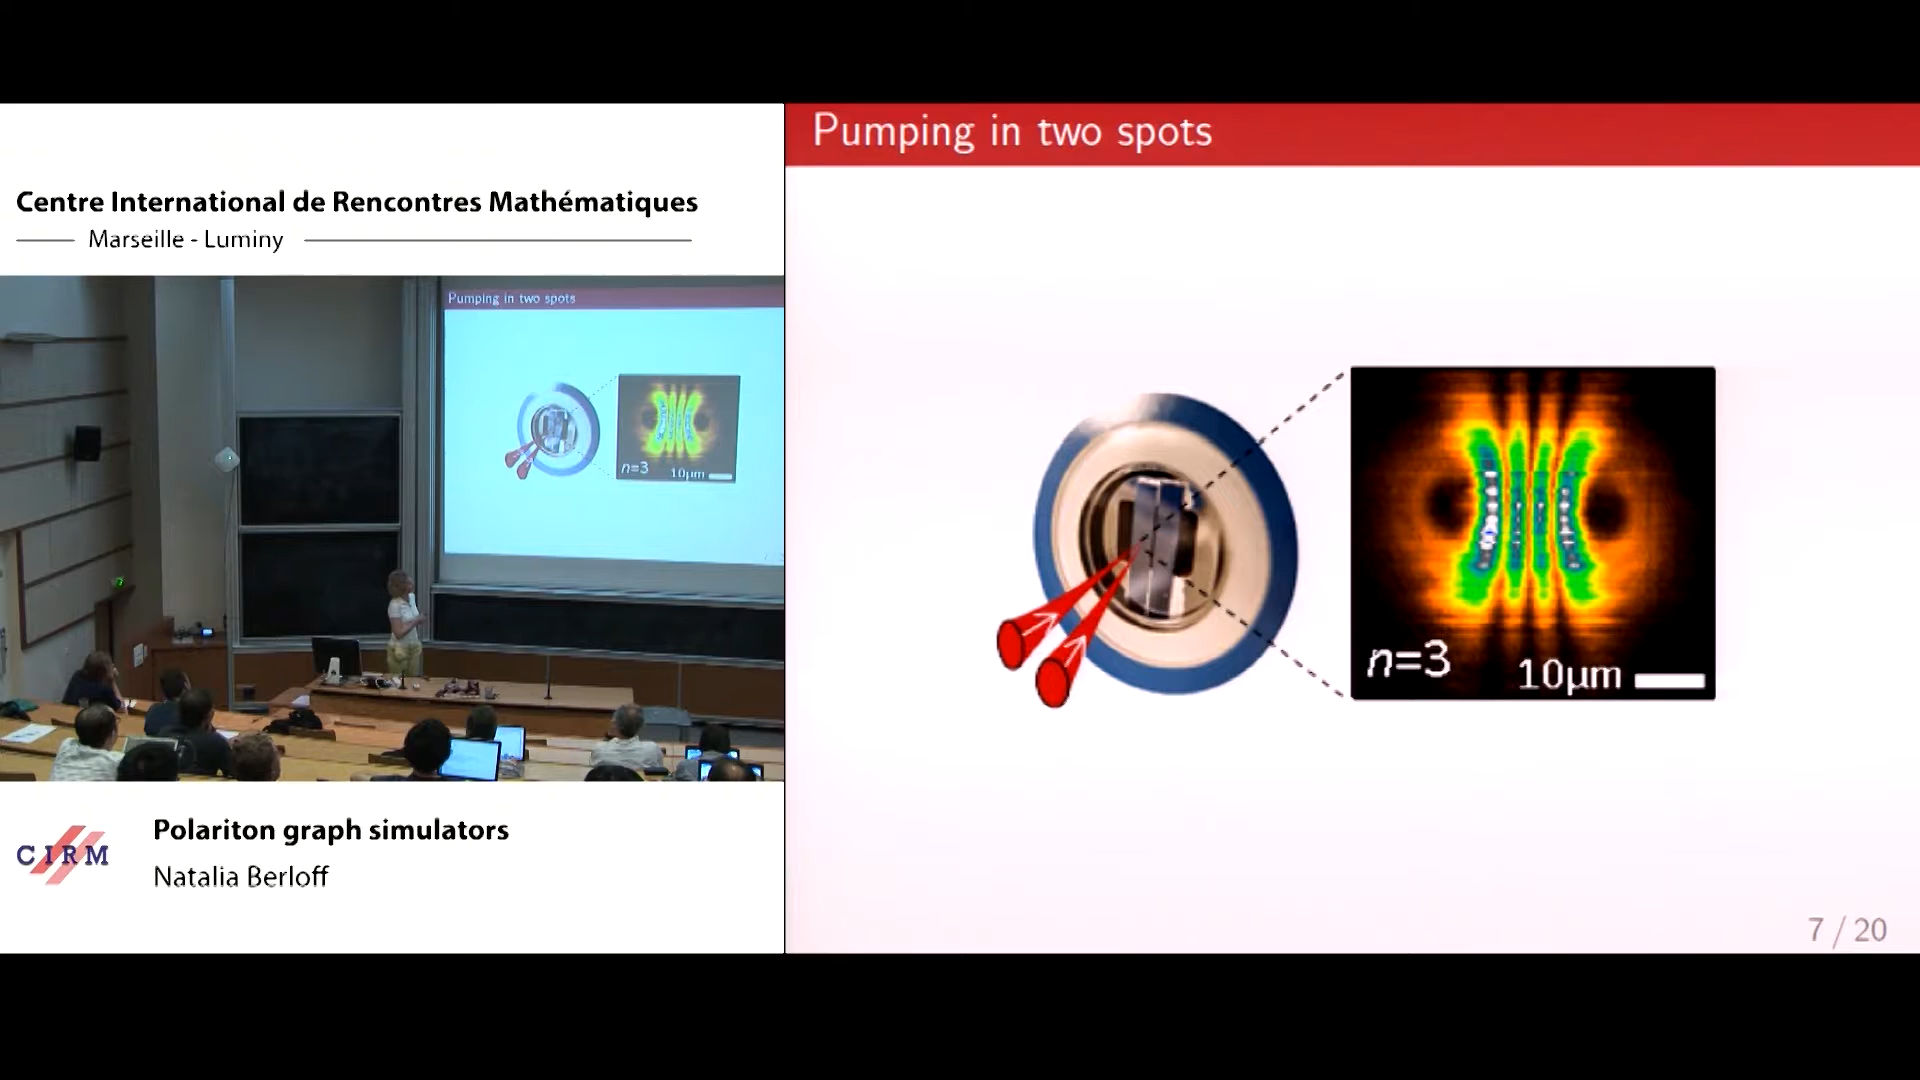 Centre International de Rencontres Mathématiques
Marseille - Luminy
Pumping in two spots
n=3
10μm
Polariton graph simulators
Natalia Berloff
CIRM
Pumping in two spots
n=3
10μm
7 / 20